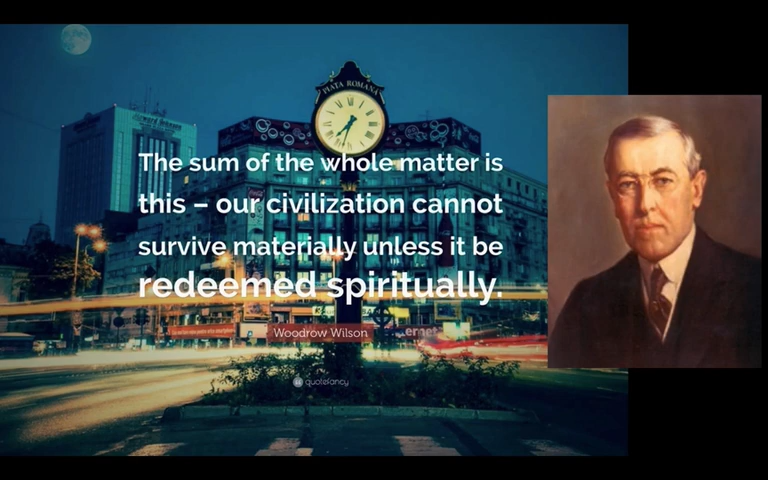 PIATA ROMANA
The sum of the whole matter is
this – our civilization cannot
survive materially unless it be
redeemed spiritually.
Woodrow Wilson
ernet
quotefancy